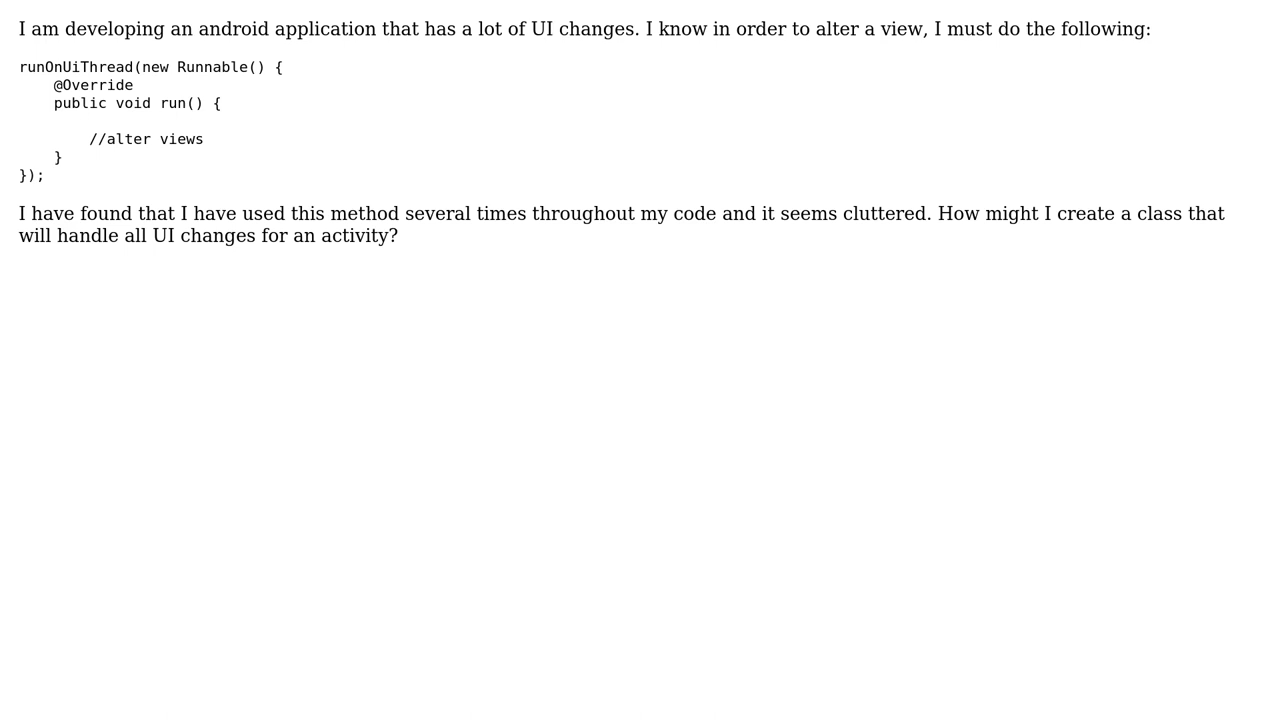 I am developing an android application that has a lot of UI changes. I know in order to alter a view, I must do the following:
runOnUiThread(new Runnable() {
    @Override
    public void run() {

        //alter views
    }
});
I have found that I have used this method several times throughout my code and it seems cluttered. How might I create a class that
will handle all UI changes for an activity?